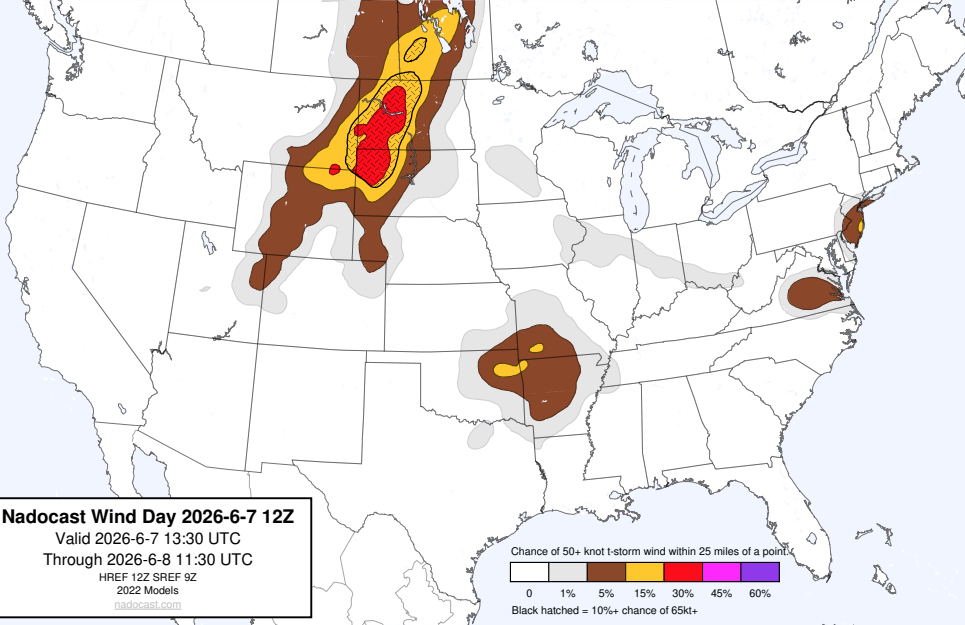 Nadocast Wind Day 2026-6-7 12Z
Valid 2026-6-7 13:30 UTC
Through 2026-6-8 11:30 UTC
HREF 12Z SREF 9Z
2022 Models
nadocast.com
Chance of 50+ knot t-storm wind within 25 miles of a point.
0 1% 5% 15% 30% 45% 60%
Black hatched = 10%+ chance of 65kt+